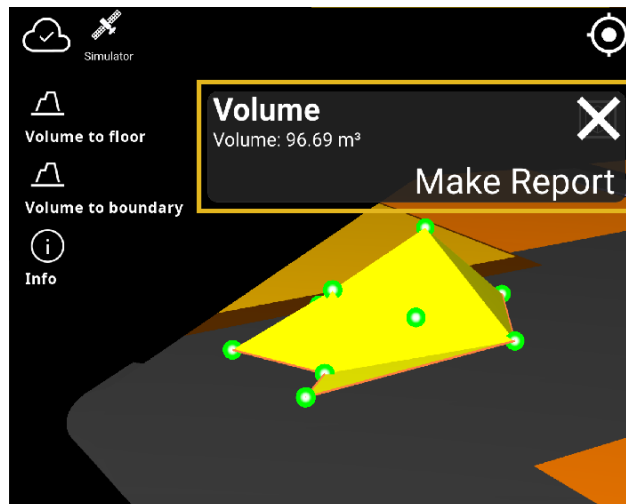 Simulator
Volume to floor
Volume to boundary
Info
Volume
Volume: 96.69 m³
Make Report